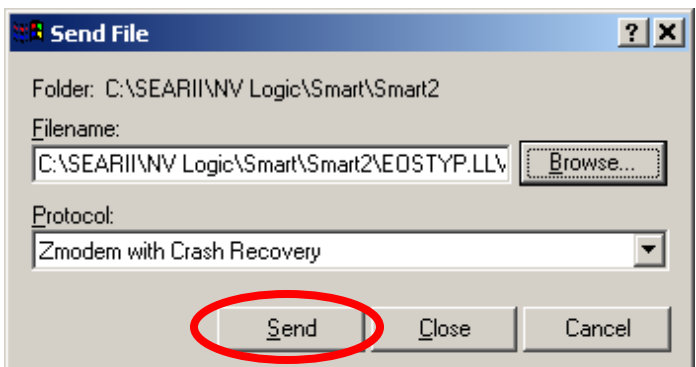 Send File
Folder: C:\SEARII\NV Logic\Smart\Smart2
Filename:
C:\SEARII\NV Logic\Smart\Smart2\EOSTYP.LL\ Browse...
Protocol:
Zmodem with Crash Recovery
Send Close Cancel